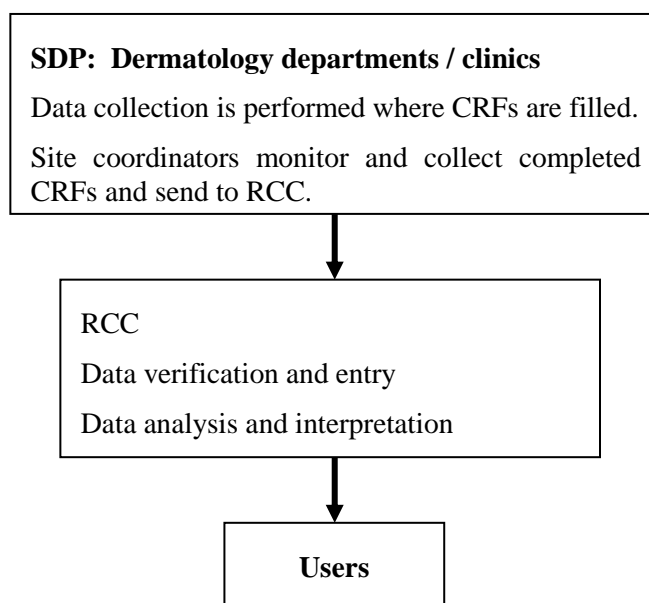 SDP: Dermatology departments / clinics
Data collection is performed where CRFs are filled.
Site coordinators monitor and collect completed
CRFs and send to RCC.
RCC
Data verification and entry
Data analysis and interpretation
Users